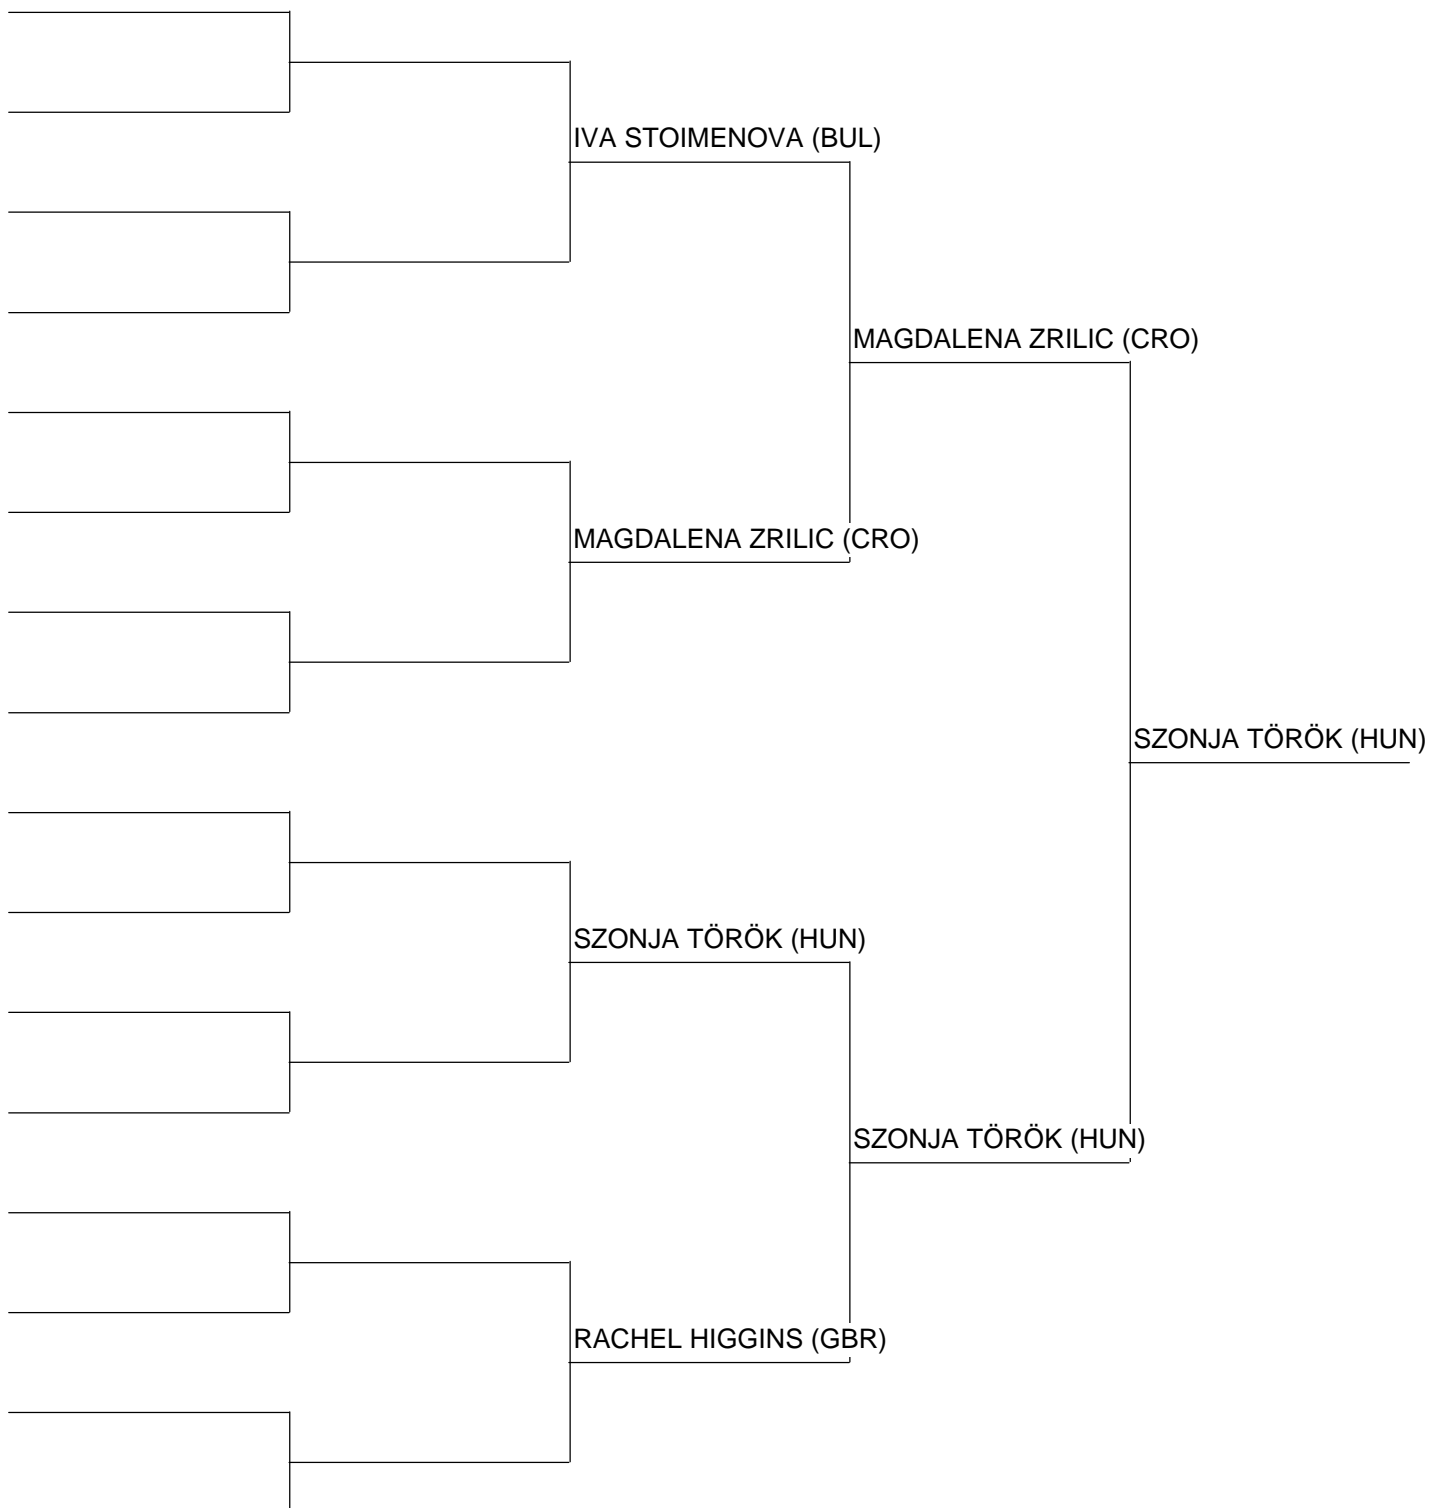 IVA STOIMENOVA (BUL)
MAGDALENA ZRILIC (CRO)
MAGDALENA ZRILIC (CRO)
SZONJA TÖRÖK (HUN)
SZONJA TÖRÖK (HUN)
SZONJA TÖRÖK (HUN)
RACHEL HIGGINS (GBR)